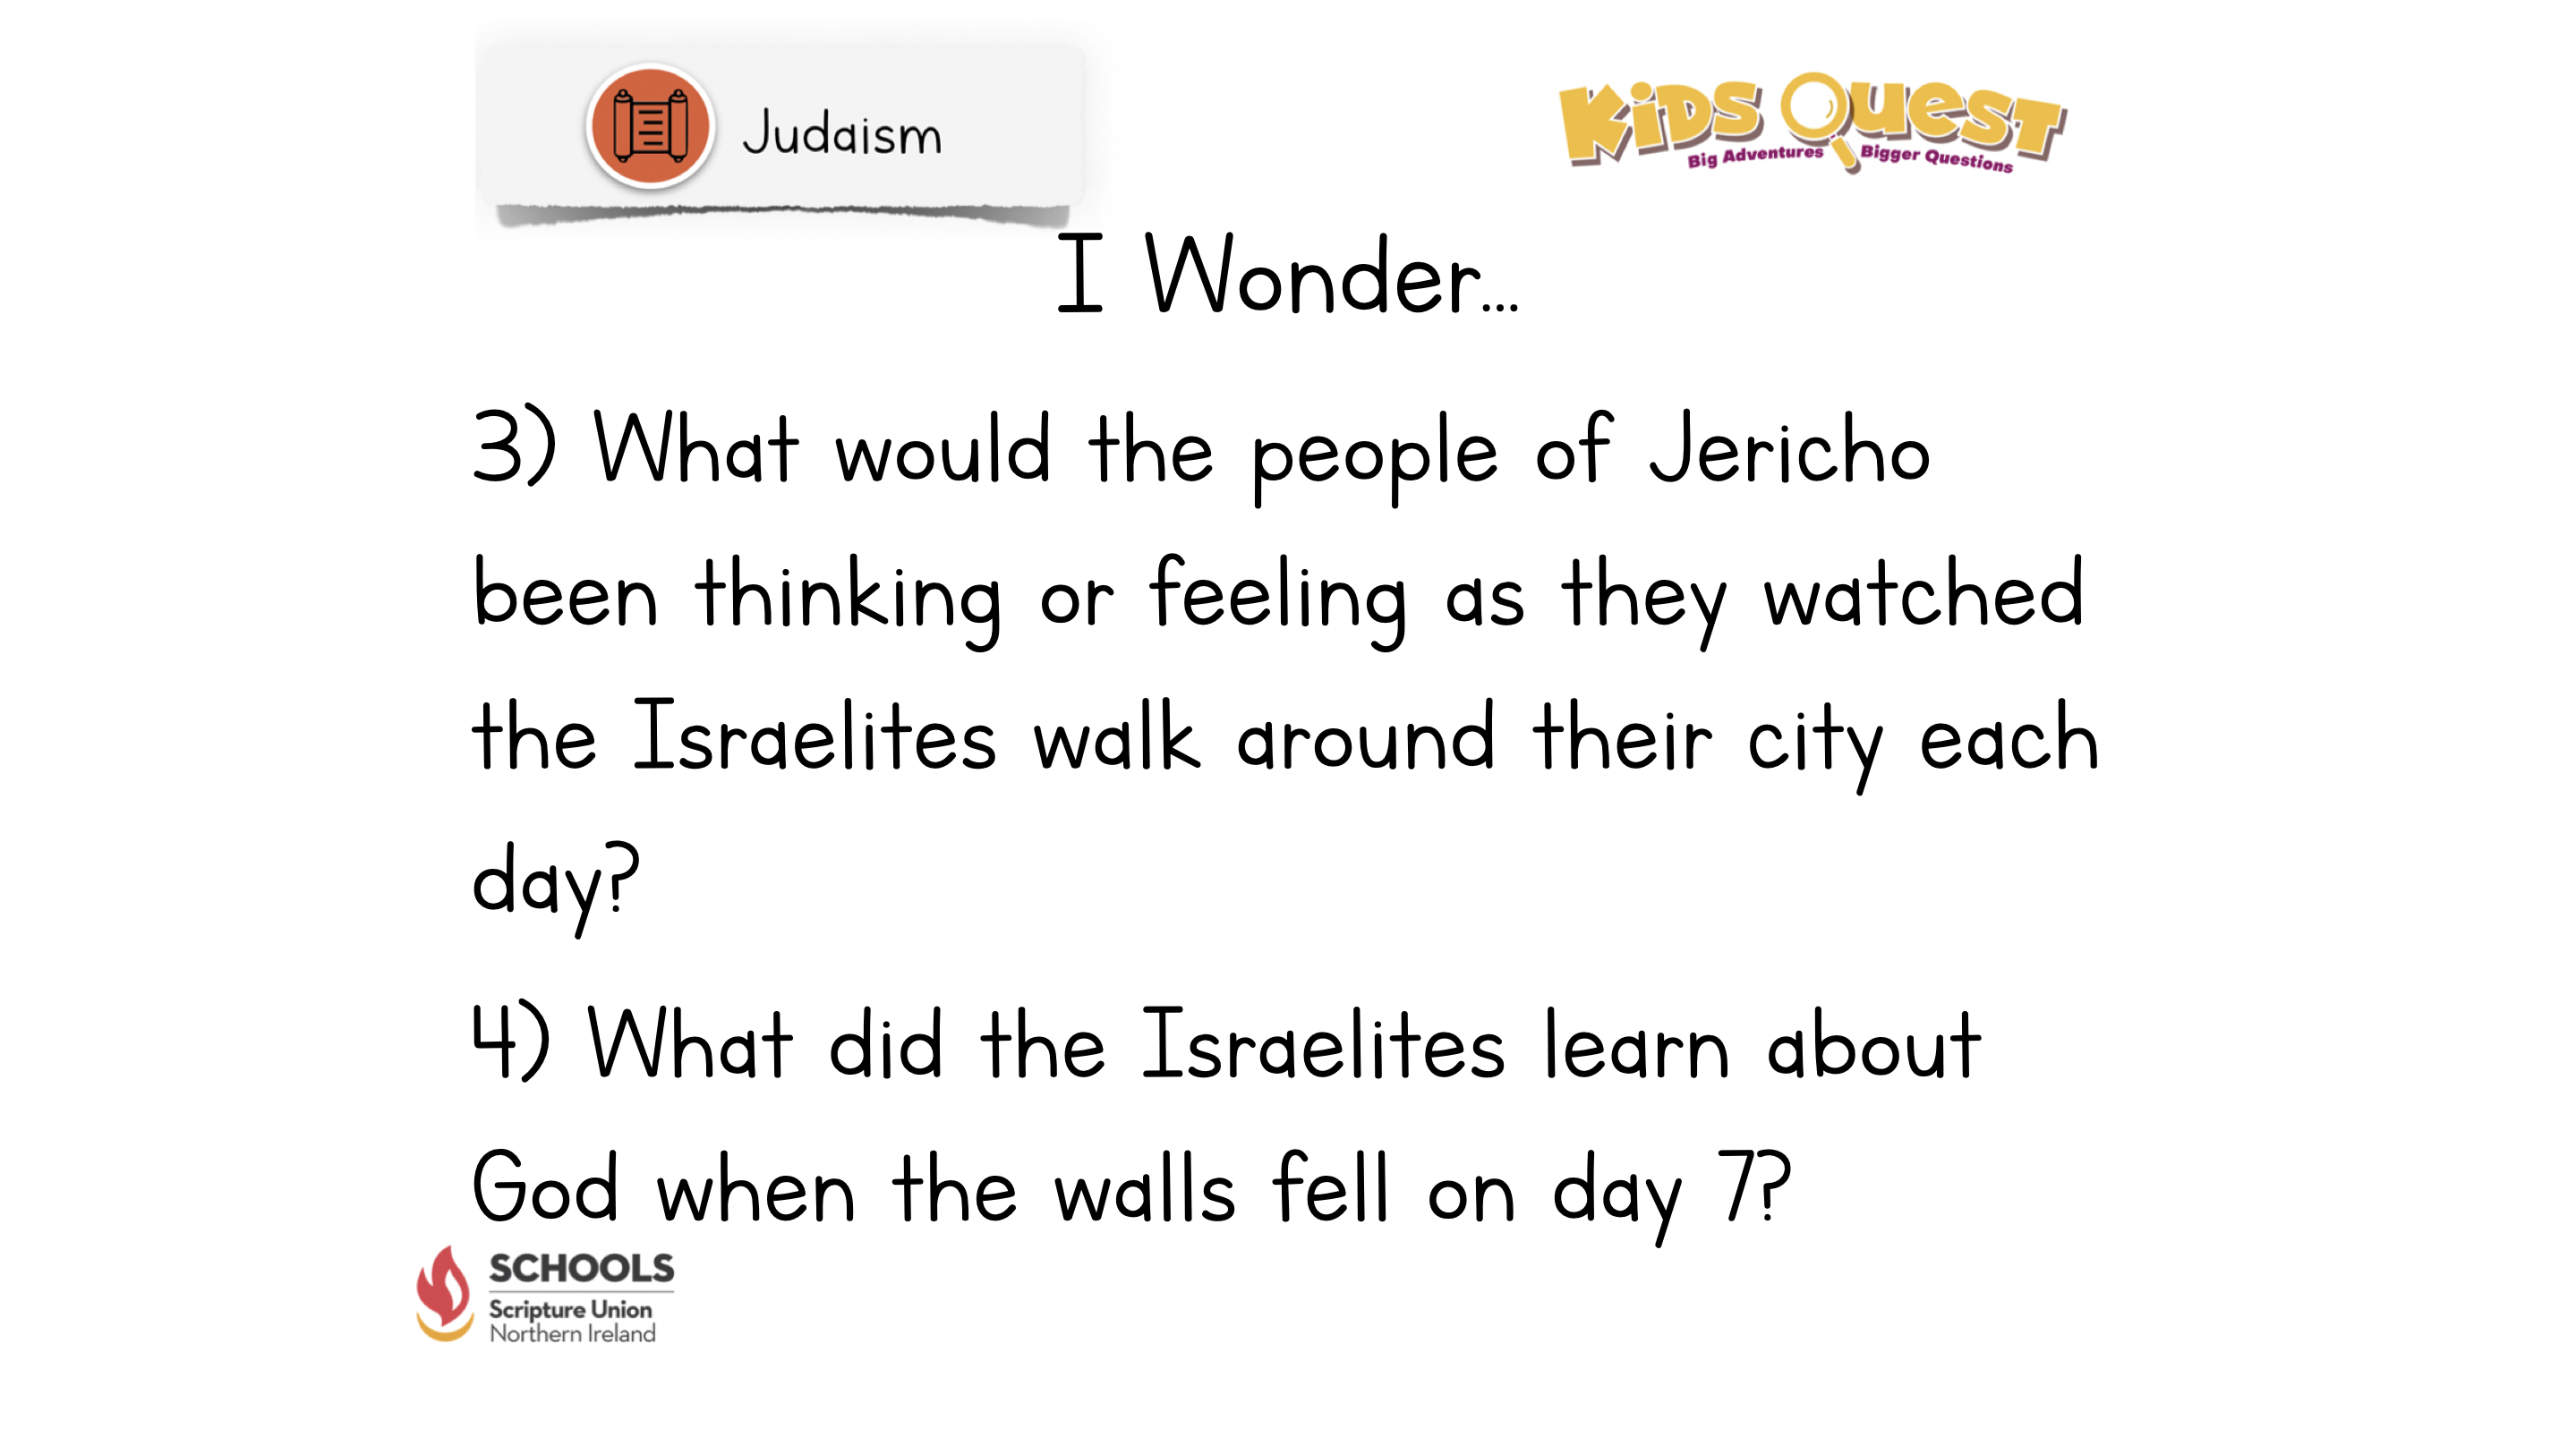 Judaism
KiDS QUEST
Big Adventures Bigger Questions
I Wonder...
3) What would the people of Jericho
been thinking or feeling as they watched
the Israelites walk around their city each
day?
4) What did the Israelites learn about
God when the walls fell on day 7?
SCHOOLS
Scripture Union
Northern Ireland